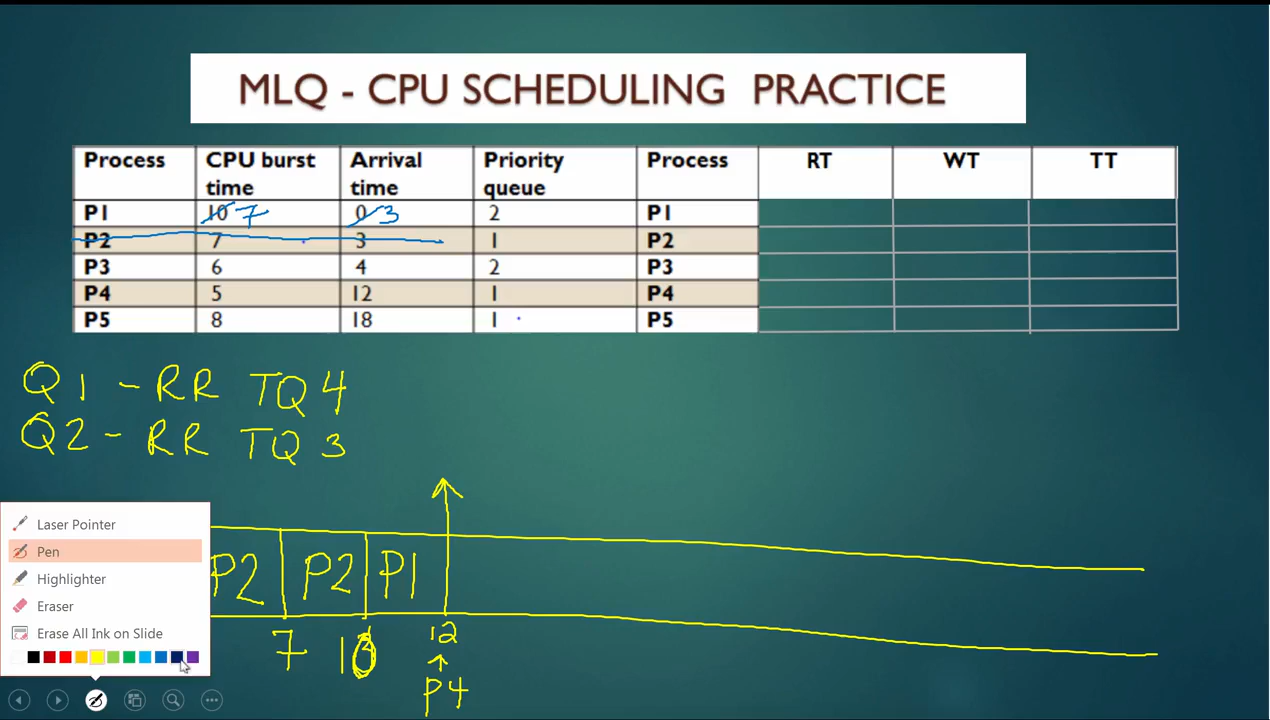 MLQ - CPU SCHEDULING PRACTICE
Process CPU burst time Arrival time Priority queue Process RT WT TT
P1 10 7 0 3 2 P1
P2 7 3 1 P2
P3 6 4 2 P3
P4 5 12 1 P4
P5 8 18 1 P5
Q1 - RR TQ 4
Q2 - RR TQ 3
Laser Pointer
Pen
Highlighter
Eraser
Erase All Ink on Slide
P2 P2 P1
7 10 12
P4